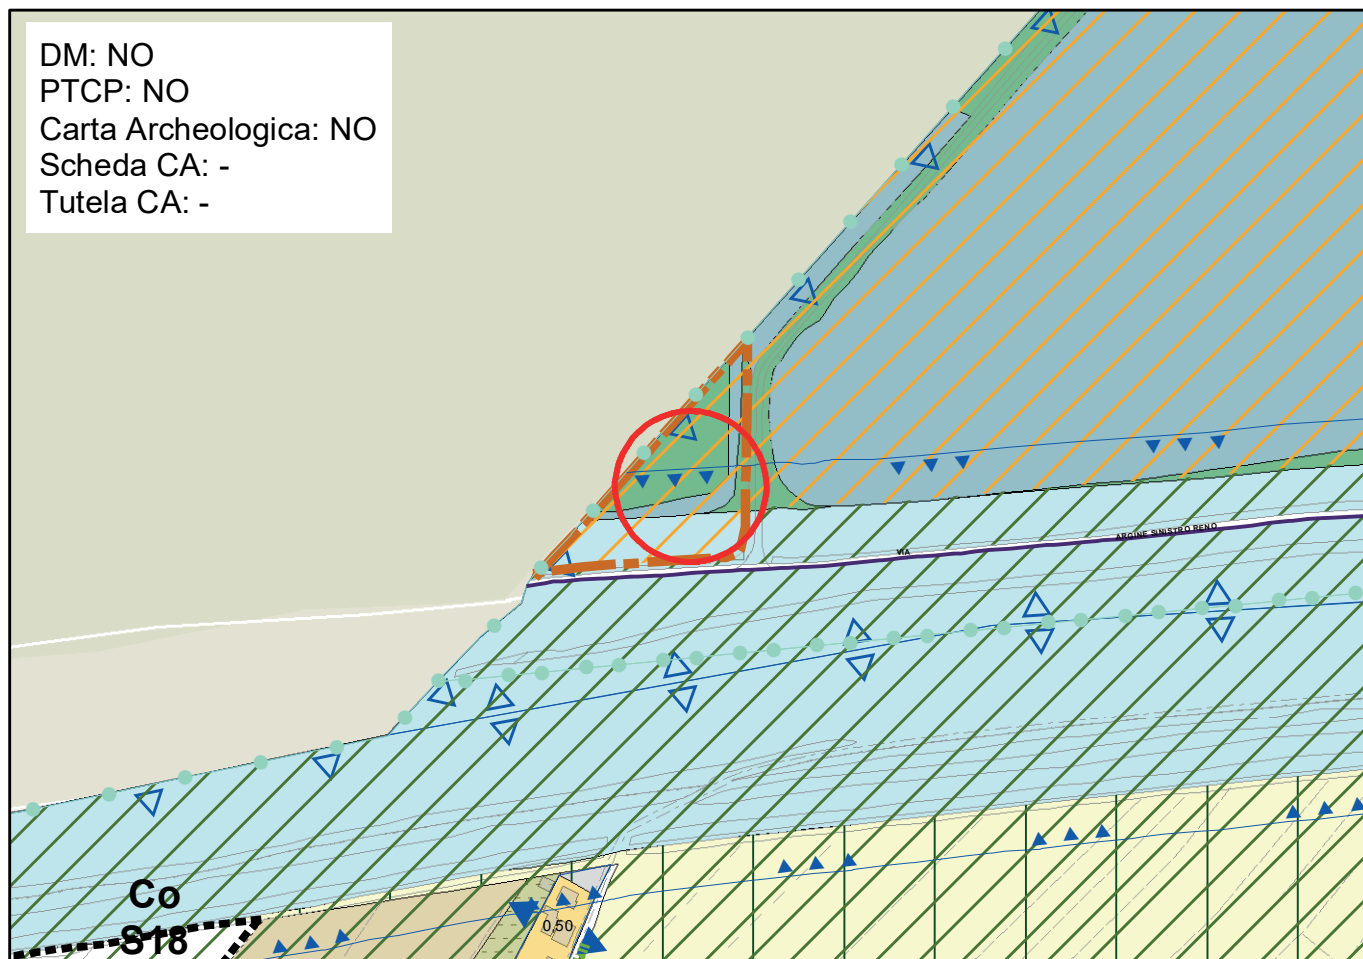 DM: NO
PTCP: NO
Carta Archeologica: NO
Scheda CA: -
Tutela CA: -
VIA
ARGINE SINISTRO RENO
Co
S18
0,50